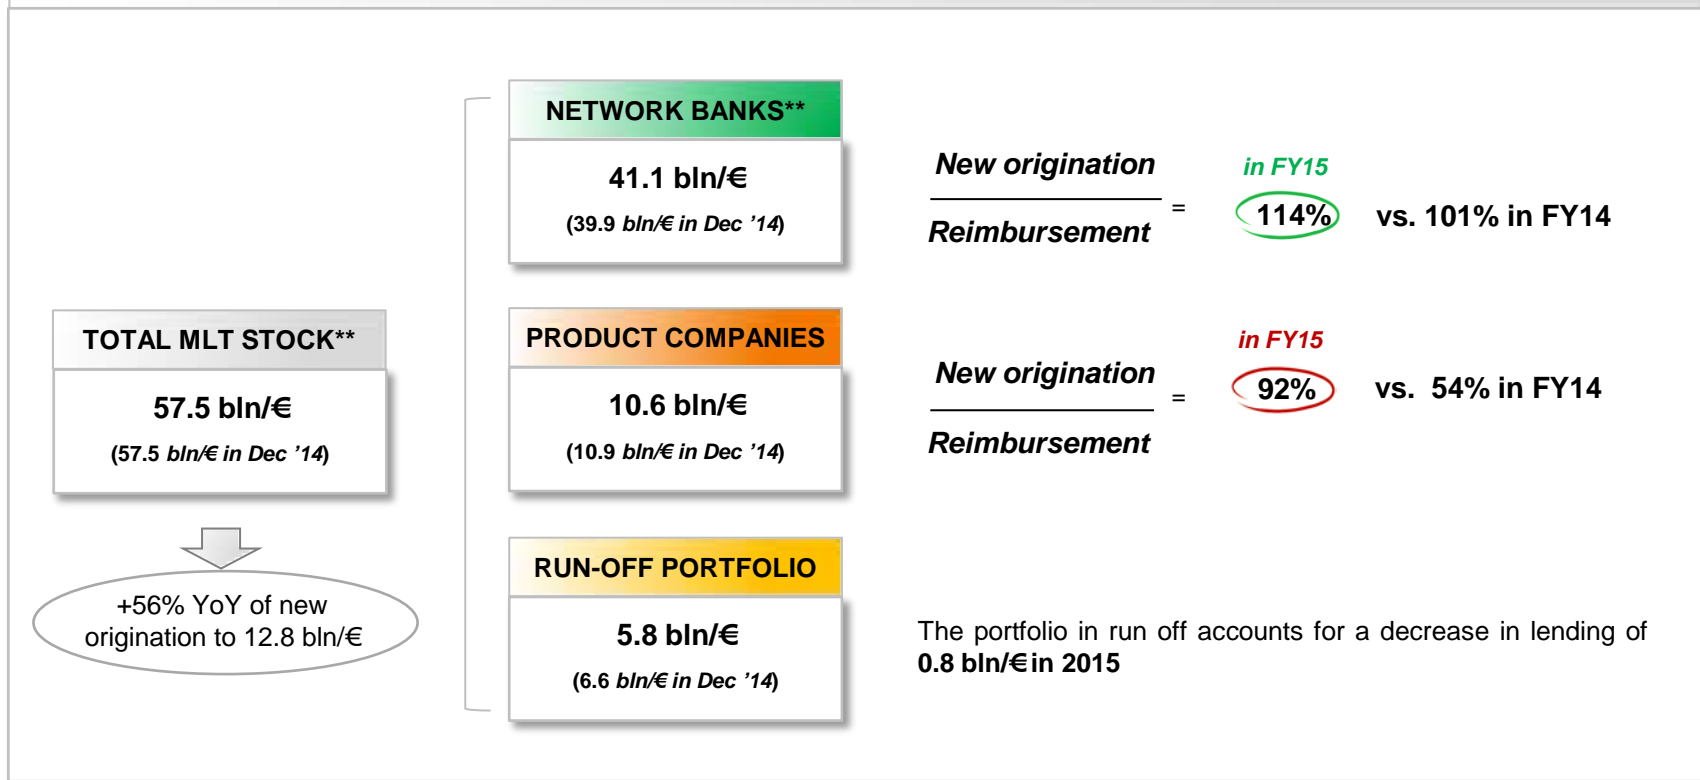 TOTAL MLT STOCK**
57.5 bln/€
(57.5 bln/€ in Dec ’14)
+56% YoY of new
origination to 12.8 bln/€
NETWORK BANKS**
41.1 bln/€
(39.9 bln/€ in Dec ’14)
New origination
Reimbursement
=
in FY15
114%
vs. 101% in FY14
PRODUCT COMPANIES
10.6 bln/€
(10.9 bln/€ in Dec ’14)
New origination
Reimbursement
=
in FY15
92%
vs. 54% in FY14
RUN-OFF PORTFOLIO
5.8 bln/€
(6.6 bln/€ in Dec ’14)
The portfolio in run off accounts for a decrease in lending of
0.8 bln/€ in 2015